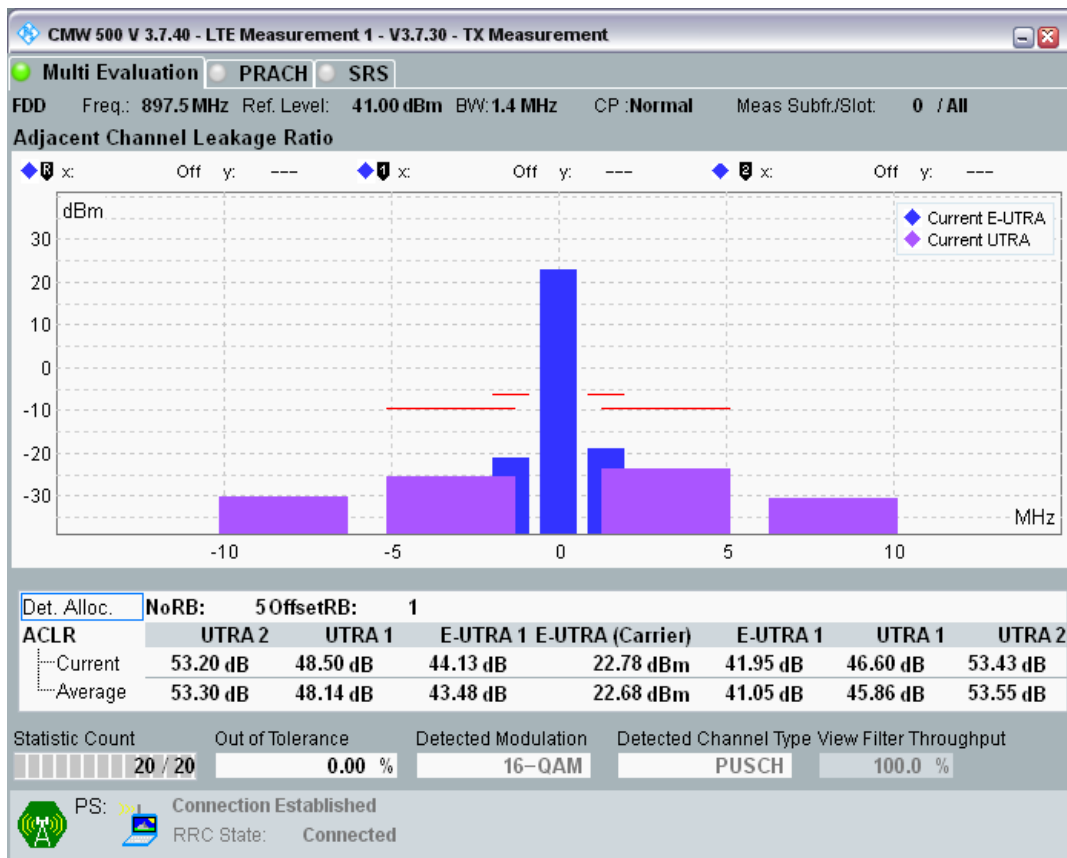 CMW 500 V 3.7.40 - LTE Measurement 1 - V3.7.30 - TX Measurement
Multi Evaluation PRACH SRS
FDD Freq.: 897.5 MHz Ref. Level: 41.00 dBm BW: 1.4 MHz CP :Normal Meas Subfr./Slot: 0 / All
Adjacent Channel Leakage Ratio
R x: Off y: --- 1 x: Off y: --- 2 x: Off y: ---
dBm
Current E-UTRA
Current UTRA
30
20
10
0
-10
-20
-30
MHz
-10 -5 0 5 10
Det. Alloc. NoRB: 5 OffsetRB: 1
ACLR UTRA 2 UTRA 1 E-UTRA 1 E-UTRA (Carrier) E-UTRA 1 UTRA 1 UTRA 2
Current 53.20 dB 48.50 dB 44.13 dB 22.78 dBm 41.95 dB 46.60 dB 53.43 dB
Average 53.30 dB 48.14 dB 43.48 dB 22.68 dBm 41.05 dB 45.86 dB 53.55 dB
Statistic Count Out of Tolerance Detected Modulation Detected Channel Type View Filter Throughput
20 / 20 0.00 % 16-QAM PUSCH 100.0 %
PS: Connection Established
RRC State: Connected